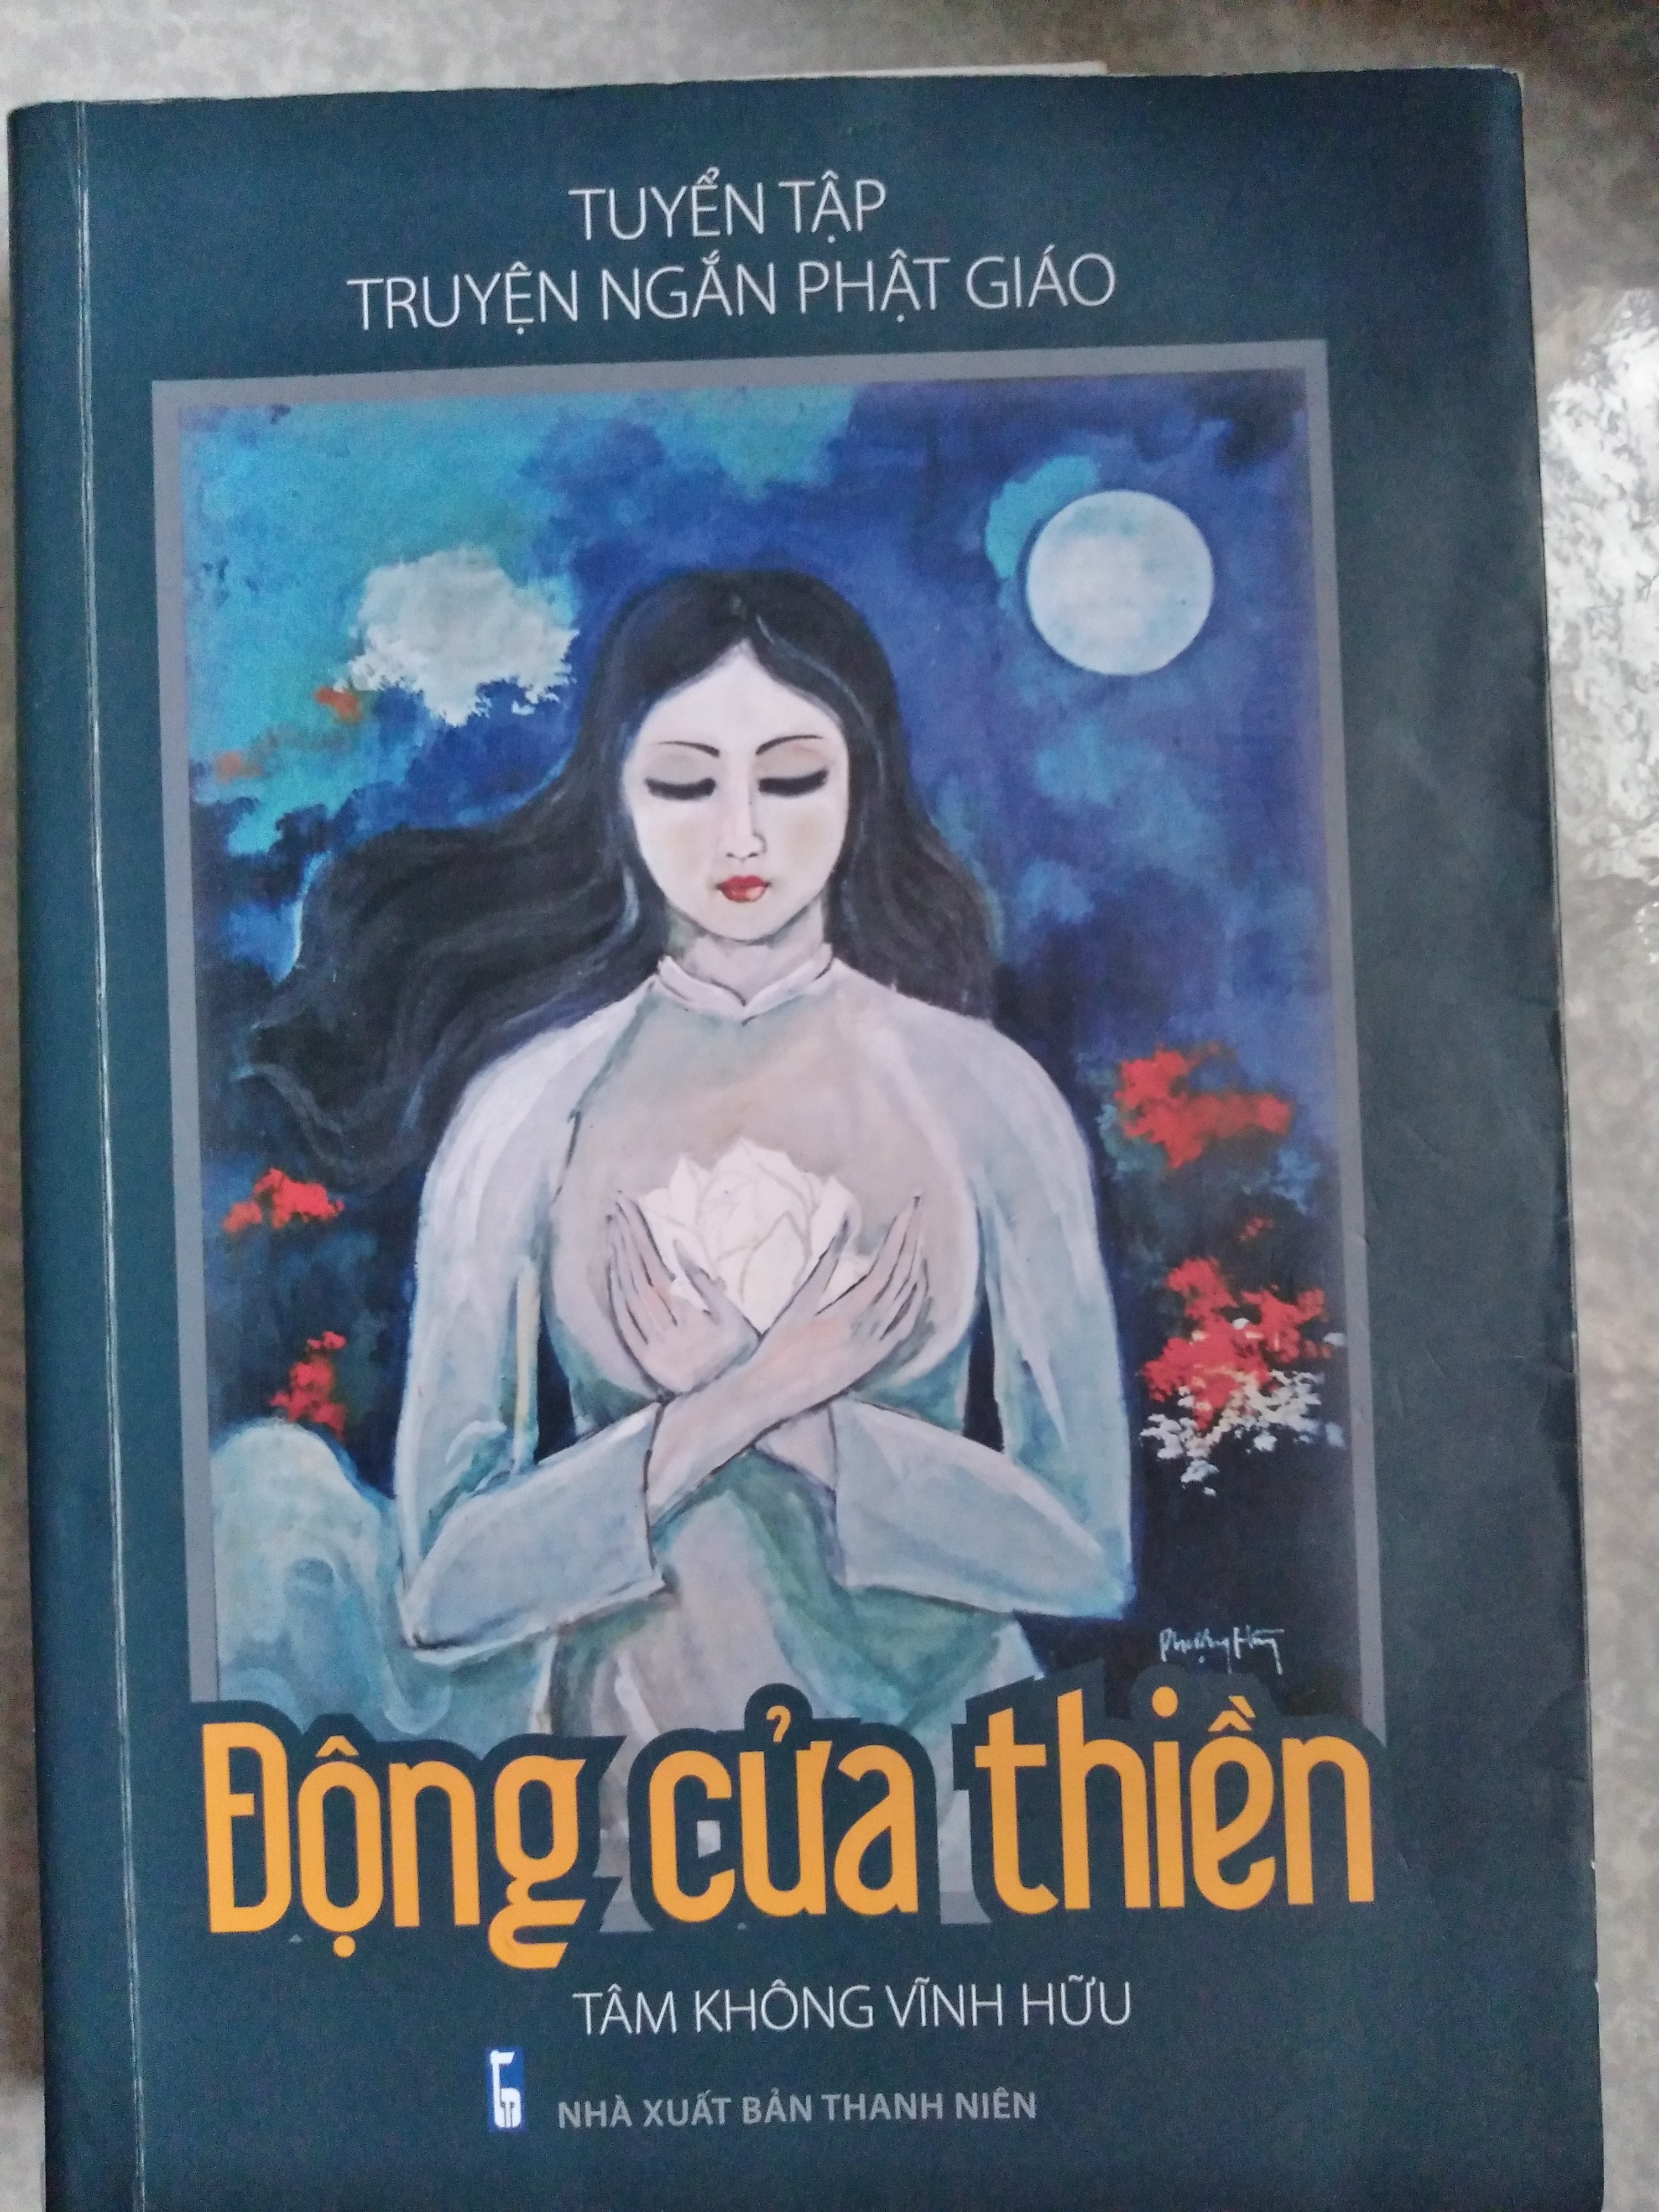 TUYỂN TẬP
TRUYỆN NGẮN PHẬT GIÁO
Động cửa thiền
TÂM KHÔNG VĨNH HỮU
NHÀ XUẤT BẢN THANH NIÊN